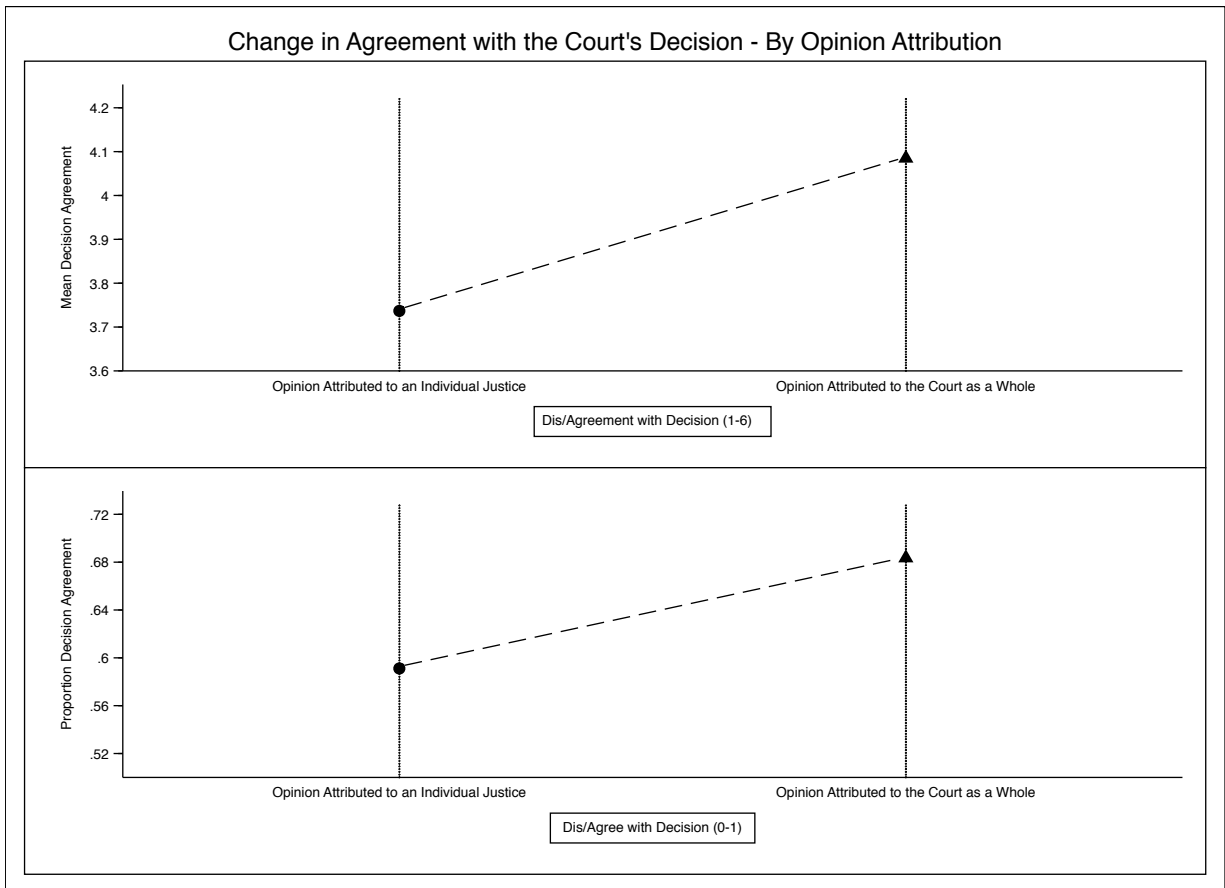 Change in Agreement with the Court's Decision - By Opinion Attribution
4.2
4.1
4
3.9
3.8
3.7
3.6
Mean Decision Agreement
Opinion Attributed to an Individual Justice
Opinion Attributed to the Court as a Whole
Dis/Agreement with Decision (1-6)
.72
.68
.64
.6
.56
.52
Proportion Decision Agreement
Opinion Attributed to an Individual Justice
Opinion Attributed to the Court as a Whole
Dis/Agree with Decision (0-1)